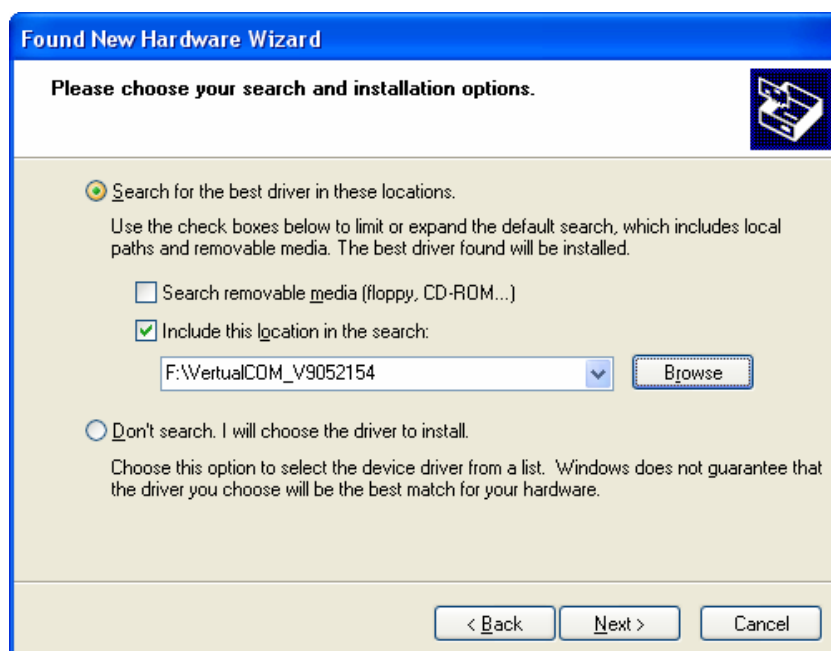 Found New Hardware Wizard
Please choose your search and installation options.
Search for the best driver in these locations.
Use the check boxes below to limit or expand the default search, which includes local
paths and removable media. The best driver found will be installed.
Search removable media (floppy, CD-ROM...)
Include this location in the search:
F:\VertualCOM_V9052154
Browse
Don't search. I will choose the driver to install.
Choose this option to select the device driver from a list. Windows does not guarantee that
the driver you choose will be the best match for your hardware.
< Back
Next >
Cancel